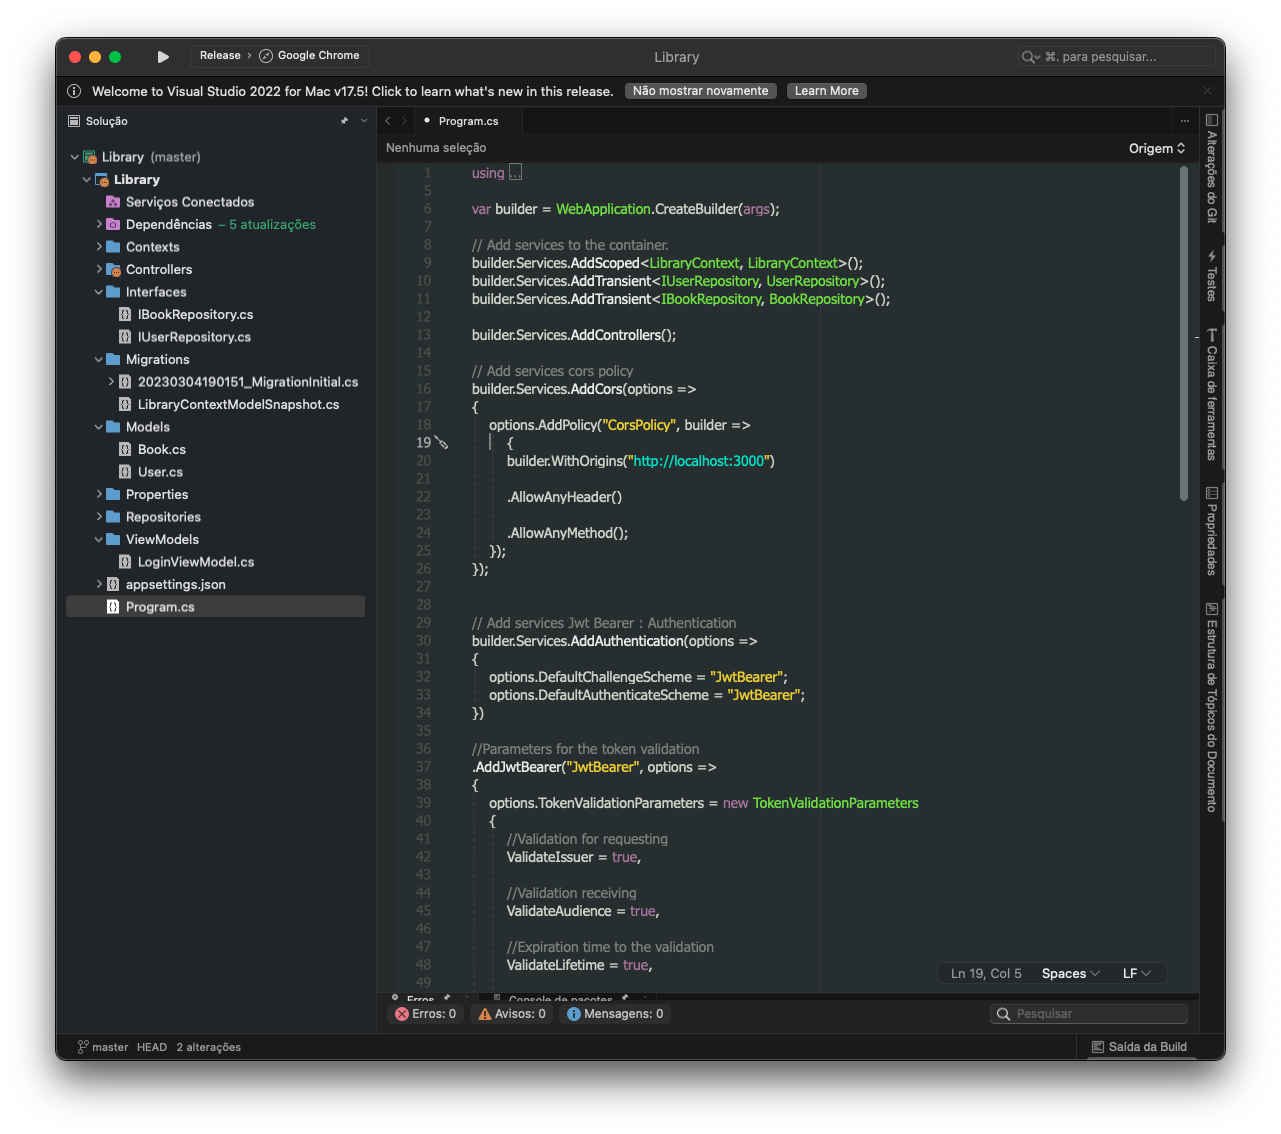 Release › Google Chrome
Library
⌘. para pesquisar...
Welcome to Visual Studio 2022 for Mac v17.5! Click to learn what's new in this release.
Não mostrar novamente
Learn More
Solução
Library (master)
Library
Serviços Conectados
Dependências – 5 atualizações
Contexts
Controllers
Interfaces
IBookRepository.cs
IUserRepository.cs
Migrations
20230304190151_MigrationInitial.cs
LibraryContextModelSnapshot.cs
Models
Book.cs
User.cs
Properties
Repositories
ViewModels
LoginViewModel.cs
appsettings.json
Program.cs
Program.cs
Nenhuma seleção
Origem
1 using ...
5
6 var builder = WebApplication.CreateBuilder(args);
7
8 // Add services to the container.
9 builder.Services.AddScoped<LibraryContext, LibraryContext>();
10 builder.Services.AddTransient<IUserRepository, UserRepository>();
11 builder.Services.AddTransient<IBookRepository, BookRepository>();
12
13 builder.Services.AddControllers();
14
15 // Add services cors policy
16 builder.Services.AddCors(options =>
17 {
18 options.AddPolicy("CorsPolicy", builder =>
19 {
20 builder.WithOrigins("http://localhost:3000")
21
22 .AllowAnyHeader()
23
24 .AllowAnyMethod();
25 });
26 });
27
28
29 // Add services Jwt Bearer : Authentication
30 builder.Services.AddAuthentication(options =>
31 {
32 options.DefaultChallengeScheme = "JwtBearer";
33 options.DefaultAuthenticateScheme = "JwtBearer";
34 })
35
36 //Parameters for the token validation
37 .AddJwtBearer("JwtBearer", options =>
38 {
39 options.TokenValidationParameters = new TokenValidationParameters
40 {
41 //Validation for requesting
42 ValidateIssuer = true,
43
44 //Validation receiving
45 ValidateAudience = true,
46
47 //Expiration time to the validation
48 ValidateLifetime = true,
49
Ln 19, Col 5 Spaces LF
Alterações do Git
Testes
Caixa de ferramentas
Propriedades
Estrutura de Tópicos do Documento
Erros
Console de pacotes
Erros: 0
Avisos: 0
Mensagens: 0
Pesquisar
master HEAD 2 alterações
Saída da Build